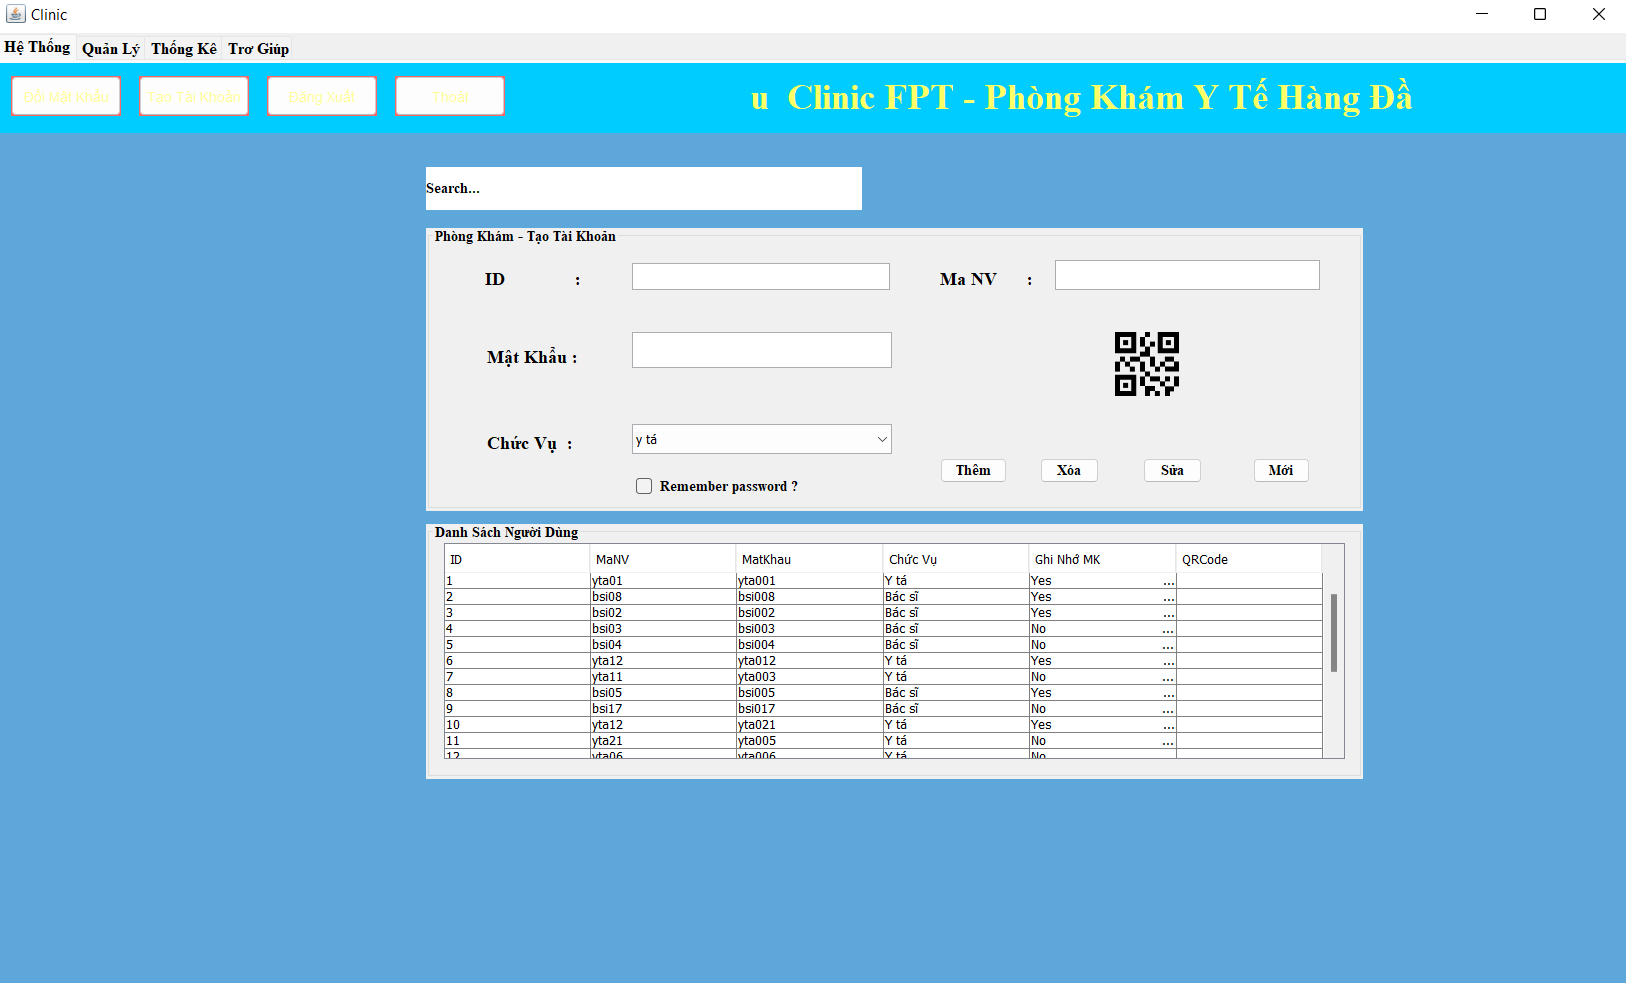 Clinic
Hệ Thống Quản Lý Thống Kê Trợ Giúp
Đổi Mật Khẩu Tạo Tài Khoản Đăng Xuất Thoát
u Clinic FPT - Phòng Khám Y Tế Hàng Đầ
Search...
Phòng Khám - Tạo Tài Khoản
ID :
Ma NV :
Mật Khẩu :
Chức Vụ :
y tá
Remember password ?
Thêm Xóa Sửa Mới
Danh Sách Người Dùng
ID MaNV MatKhau Chức Vụ Ghi Nhớ MK QRCode
1 yta01 yta001 Y tá Yes ...
2 bsi08 bsi008 Bác sĩ Yes ...
3 bsi02 bsi002 Bác sĩ Yes ...
4 bsi03 bsi003 Bác sĩ No ...
5 bsi04 bsi004 Bác sĩ No ...
6 yta12 yta012 Y tá Yes ...
7 yta11 yta003 Y tá No ...
8 bsi05 bsi005 Bác sĩ Yes ...
9 bsi17 bsi017 Bác sĩ No ...
10 yta12 yta021 Y tá Yes ...
11 yta21 yta005 Y tá No ...
12 yta06 yta006 Y tá No